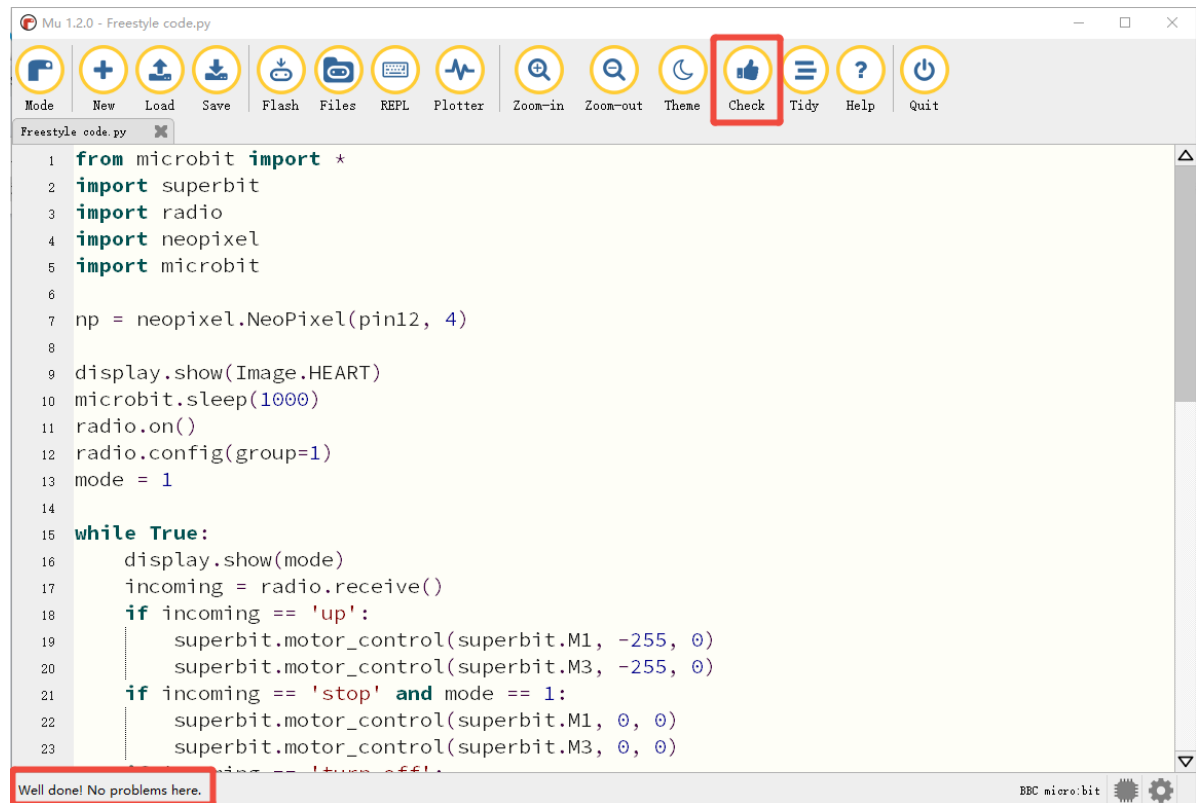 Mu 1.2.0 - Freestyle code.py
Mode New Load Save Flash Files REPL Plotter Zoom-in Zoom-out Theme Check Tidy Help Quit
Freestyle code.py
1 from microbit import *
2 import superbit
3 import radio
4 import neopixel
5 import microbit
6
7 np = neopixel.NeoPixel(pin12, 4)
8
9 display.show(Image.HEART)
10 microbit.sleep(1000)
11 radio.on()
12 radio.config(group=1)
13 mode = 1
14
15 while True:
16 display.show(mode)
17 incoming = radio.receive()
18 if incoming == 'up':
19 superbit.motor_control(superbit.M1, -255, 0)
20 superbit.motor_control(superbit.M3, -255, 0)
21 if incoming == 'stop' and mode == 1:
22 superbit.motor_control(superbit.M1, 0, 0)
23 superbit.motor_control(superbit.M3, 0, 0)
Well done! No problems here.
BBC micro:bit